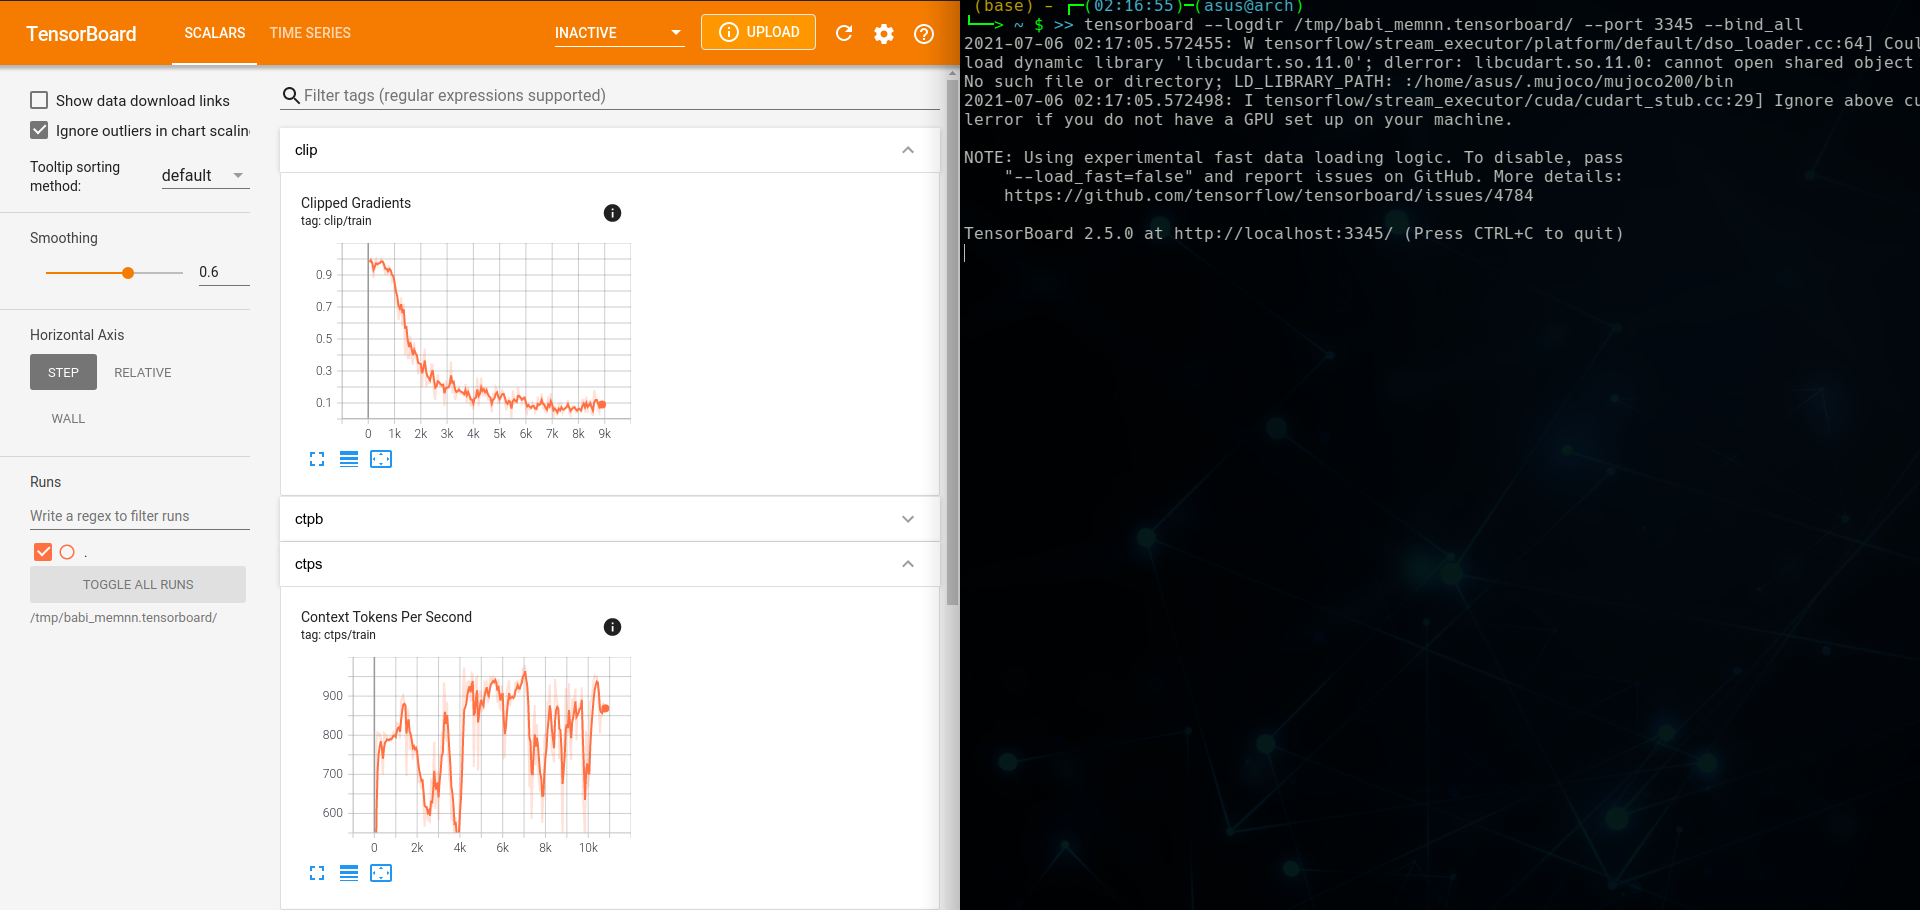 TensorBoard
SCALARS
TIME SERIES
INACTIVE
UPLOAD
Show data download links
Ignore outliers in chart scalin
Tooltip sorting
method:
default
Smoothing
0.6
Horizontal Axis
STEP
RELATIVE
WALL
Runs
Write a regex to filter runs
.
TOGGLE ALL RUNS
/tmp/babi_memnn.tensorboard/
Filter tags (regular expressions supported)
clip
Clipped Gradients
tag: clip/train
0.9
0.7
0.5
0.3
0.1
0 1k 2k 3k 4k 5k 6k 7k 8k 9k
ctpb
ctps
Context Tokens Per Second
tag: ctps/train
900
800
700
600
0 2k 4k 6k 8k 10k
(base) - ┌─(02:16:55)─(asus@arch)
└──> ~ $ >> tensorboard --logdir /tmp/babi_memnn.tensorboard/ --port 3345 --bind_all
2021-07-06 02:17:05.572455: W tensorflow/stream_executor/platform/default/dso_loader.cc:64] Coul
load dynamic library 'libcudart.so.11.0'; dlerror: libcudart.so.11.0: cannot open shared object
No such file or directory; LD_LIBRARY_PATH: :/home/asus/.mujoco/mujoco200/bin
2021-07-06 02:17:05.572498: I tensorflow/stream_executor/cuda/cudart_stub.cc:29] Ignore above cu
lerror if you do not have a GPU set up on your machine.
NOTE: Using experimental fast data loading logic. To disable, pass
"--load_fast=false" and report issues on GitHub. More details:
https://github.com/tensorflow/tensorboard/issues/4784
TensorBoard 2.5.0 at http://localhost:3345/ (Press CTRL+C to quit)